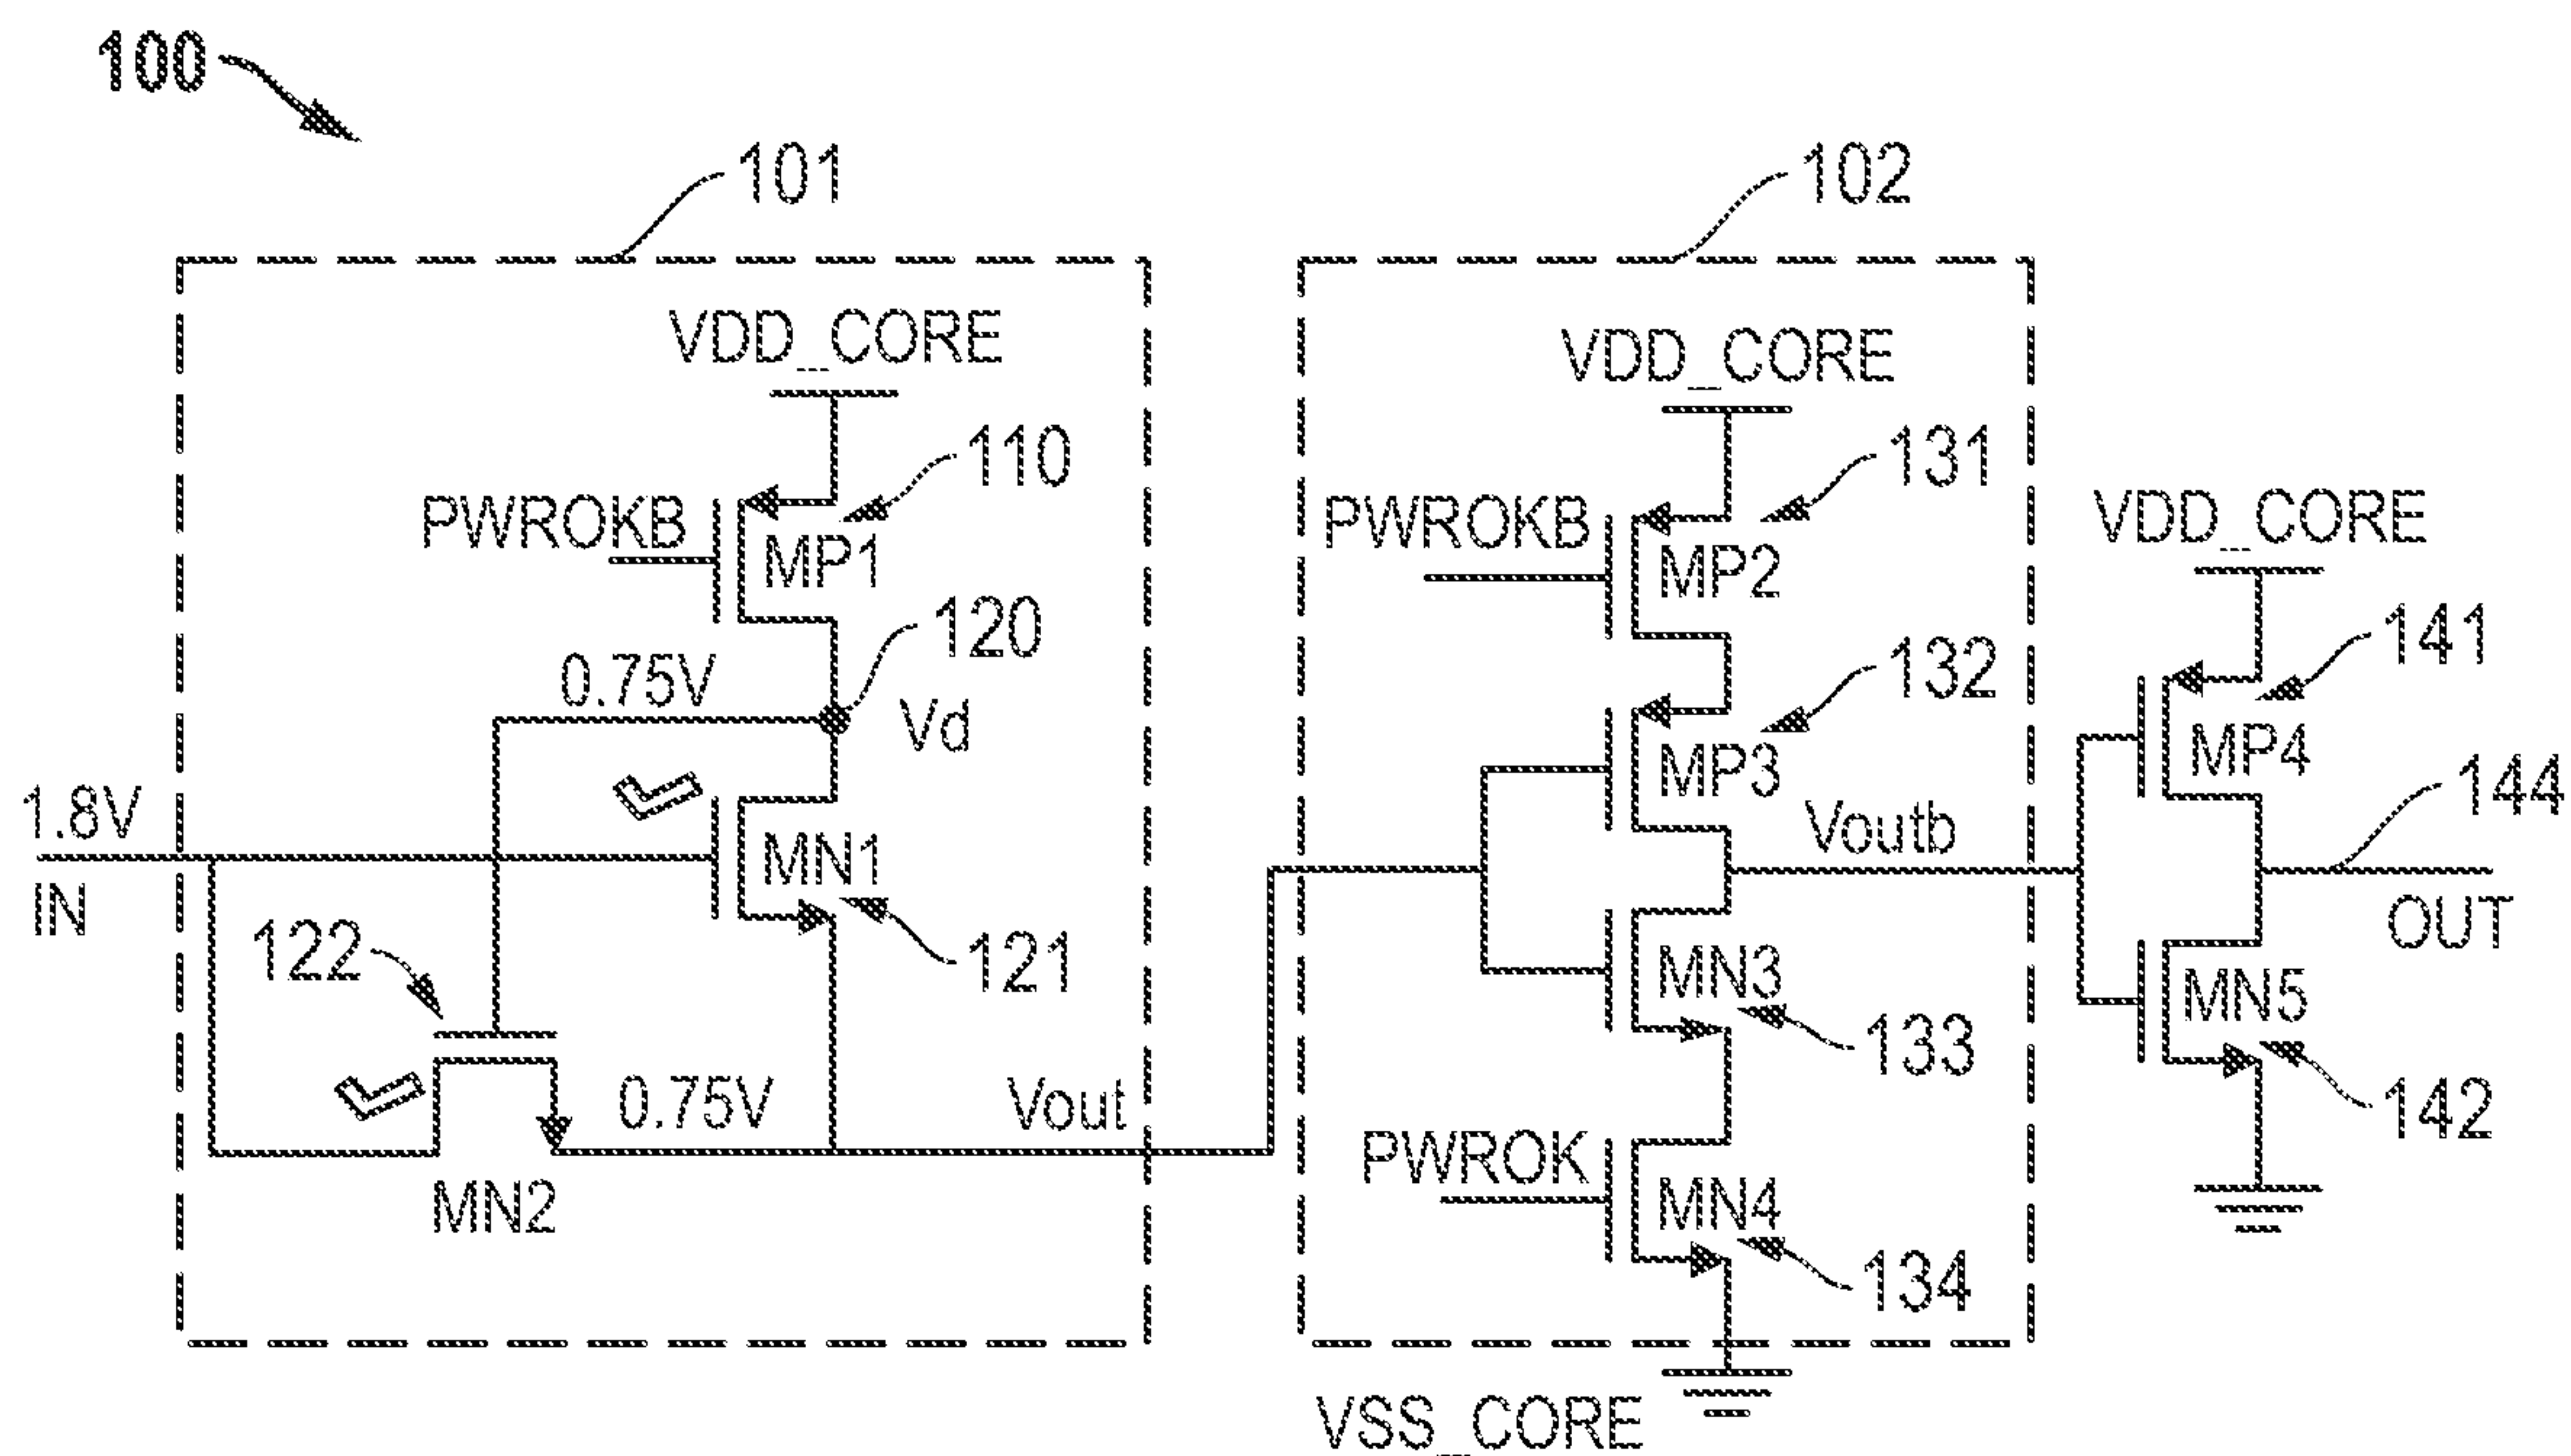 100
101
102
VDD_CORE
VDD_CORE
110
131
PWROKB
MP1
PWROKB
MP2
VDD_CORE
120
0.75V
Vd
132
MP3
141
MP4
1.8V
IN
MN1
121
Voutb
144
OUT
122
MN3
133
MN5
142
0.75V
Vout
MN2
PWROK
MN4
134
VSS_CORE